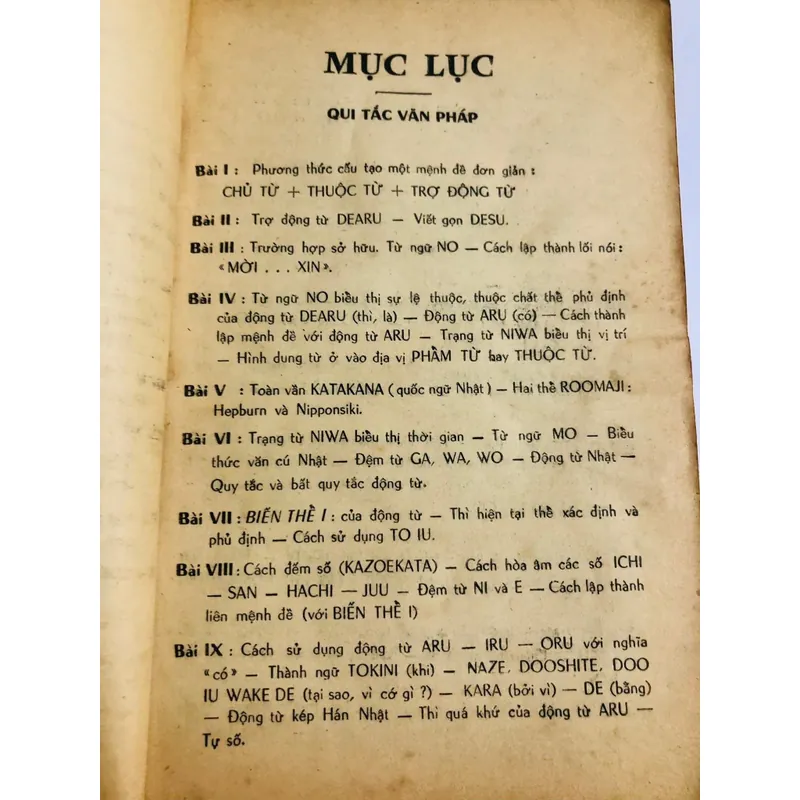 MỤC LỤC
QUI TẮC VĂN PHÁP
Bài I : Phương thức cấu tạo một mệnh đề đơn giản :
CHỦ TỪ + THUỘC TỪ + TRỢ ĐỘNG TỪ
Bài II : Trợ động từ DEARU — Viết gọn DESU.
Bài III : Trường hợp sở hữu. Từ ngữ NO — Cách lập thành lối nói :
«MỜI . . . XIN».
Bài IV : Từ ngữ NO biểu thị sự lệ thuộc, thuộc chất thể phủ định
của động từ DEARU (thì, là) — Động từ ARU (có) — Cách thành
lập mệnh đề với động từ ARU — Trạng từ NIWA biểu thị vị trí
— Hình dung từ ở vào địa vị PHẦM TỪ hay THUỘC TỪ.
Bài V : Toàn vần KATAKANA ( quốc ngữ Nhật ) — Hai thể ROOMAJI :
Hepburn và Nipponsiki.
Bài VI : Trạng từ NIWA biểu thị thời gian — Từ ngữ MO — Biểu
thức văn cú Nhật — Đệm từ GA, WA, WO — Động từ Nhật —
Quy tắc và bất quy tắc động từ.
Bài VII : BIẾN THỂ I : của động từ — Thì hiện tại thể xác định và
phủ định — Cách sử dụng TO IU.
Bài VIII : Cách đếm số (KAZOEKATA) — Cách hòa âm các số ICHI
— SAN — HACHI — JUU — Đệm từ NI và E — Cách lập thành
liên mệnh đề (với BIẾN THỂ I)
Bài IX : Cách sử dụng động từ ARU — IRU — ORU với nghĩa
«có» — Thành ngữ TOKINI (khi) — NAZE, DOOSHITE, DOO
IU WAKE DE (tại sao, vì cớ gì ?) — KARA (bởi vì) — DE (bằng)
— Động từ kép Hán Nhật — Thì quá khứ của động từ ARU —
Tự số.